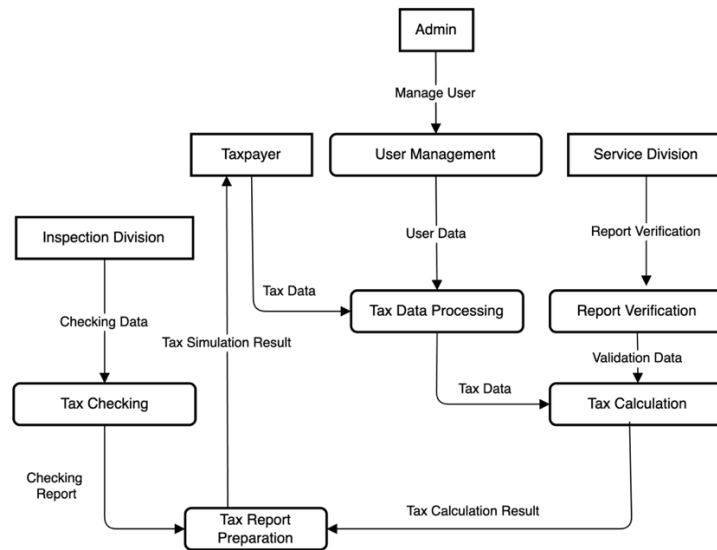 Admin
Manage User
Taxpayer
User Management
Service Division
Inspection Division
User Data
Report Verification
Tax Data
Tax Data Processing
Report Verification
Checking Data
Tax Simulation Result
Validation Data
Tax Checking
Tax Data
Tax Calculation
Checking
Report
Tax Report
Preparation
Tax Calculation Result